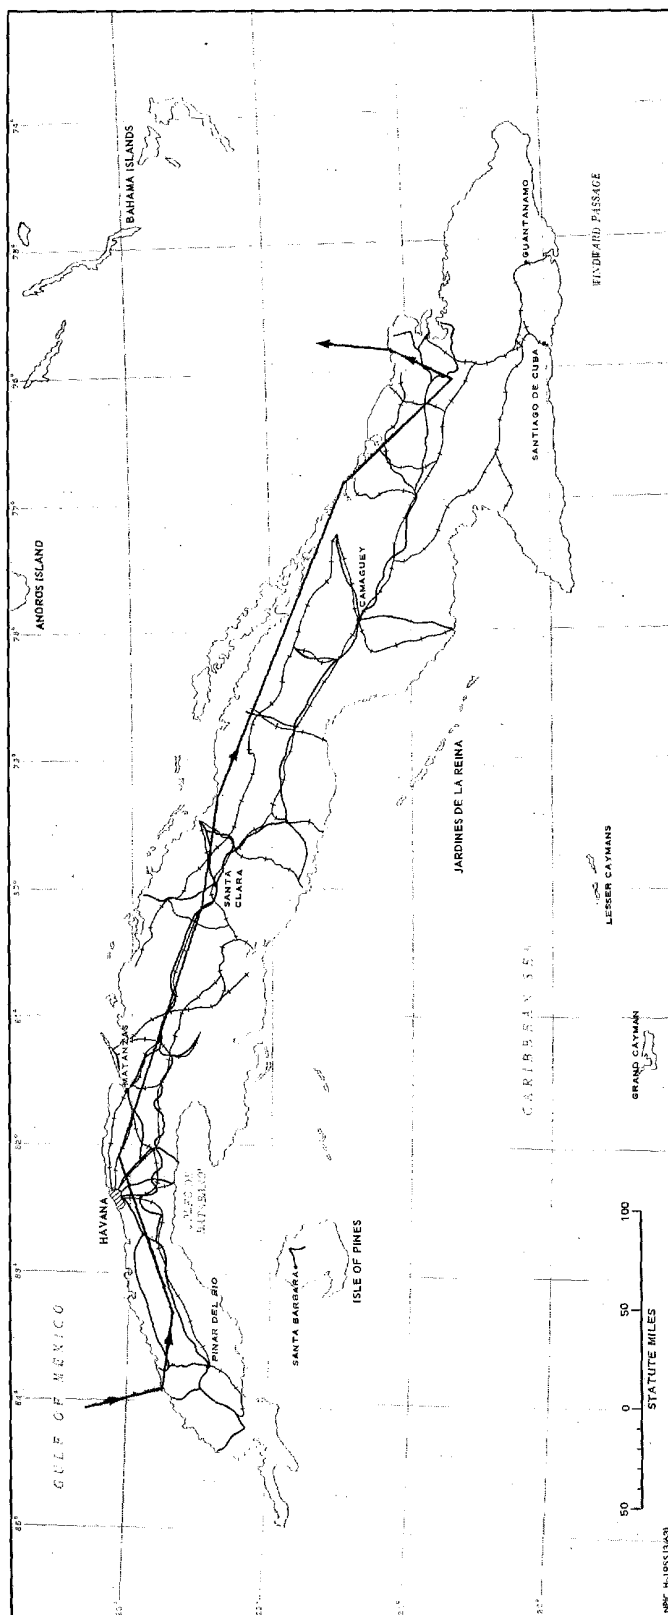 GULF OF MEXICO
HAVANA
MATANZAS
PINAR DEL RIO
SANTA BARBARA
ISLE OF PINES
SANTA
CLARA
ANDROS ISLAND
BAHAMA ISLANDS
CAMAGUEY
JARDINES DE LA REINA
CARIBBEAN SEA
LESSER CAYMANS
GRAND CAYMAN
SANTIAGO DE CUBA
GUANTANAMO
WINDWARD PASSAGE
50
0
50
100
STATUTE MILES